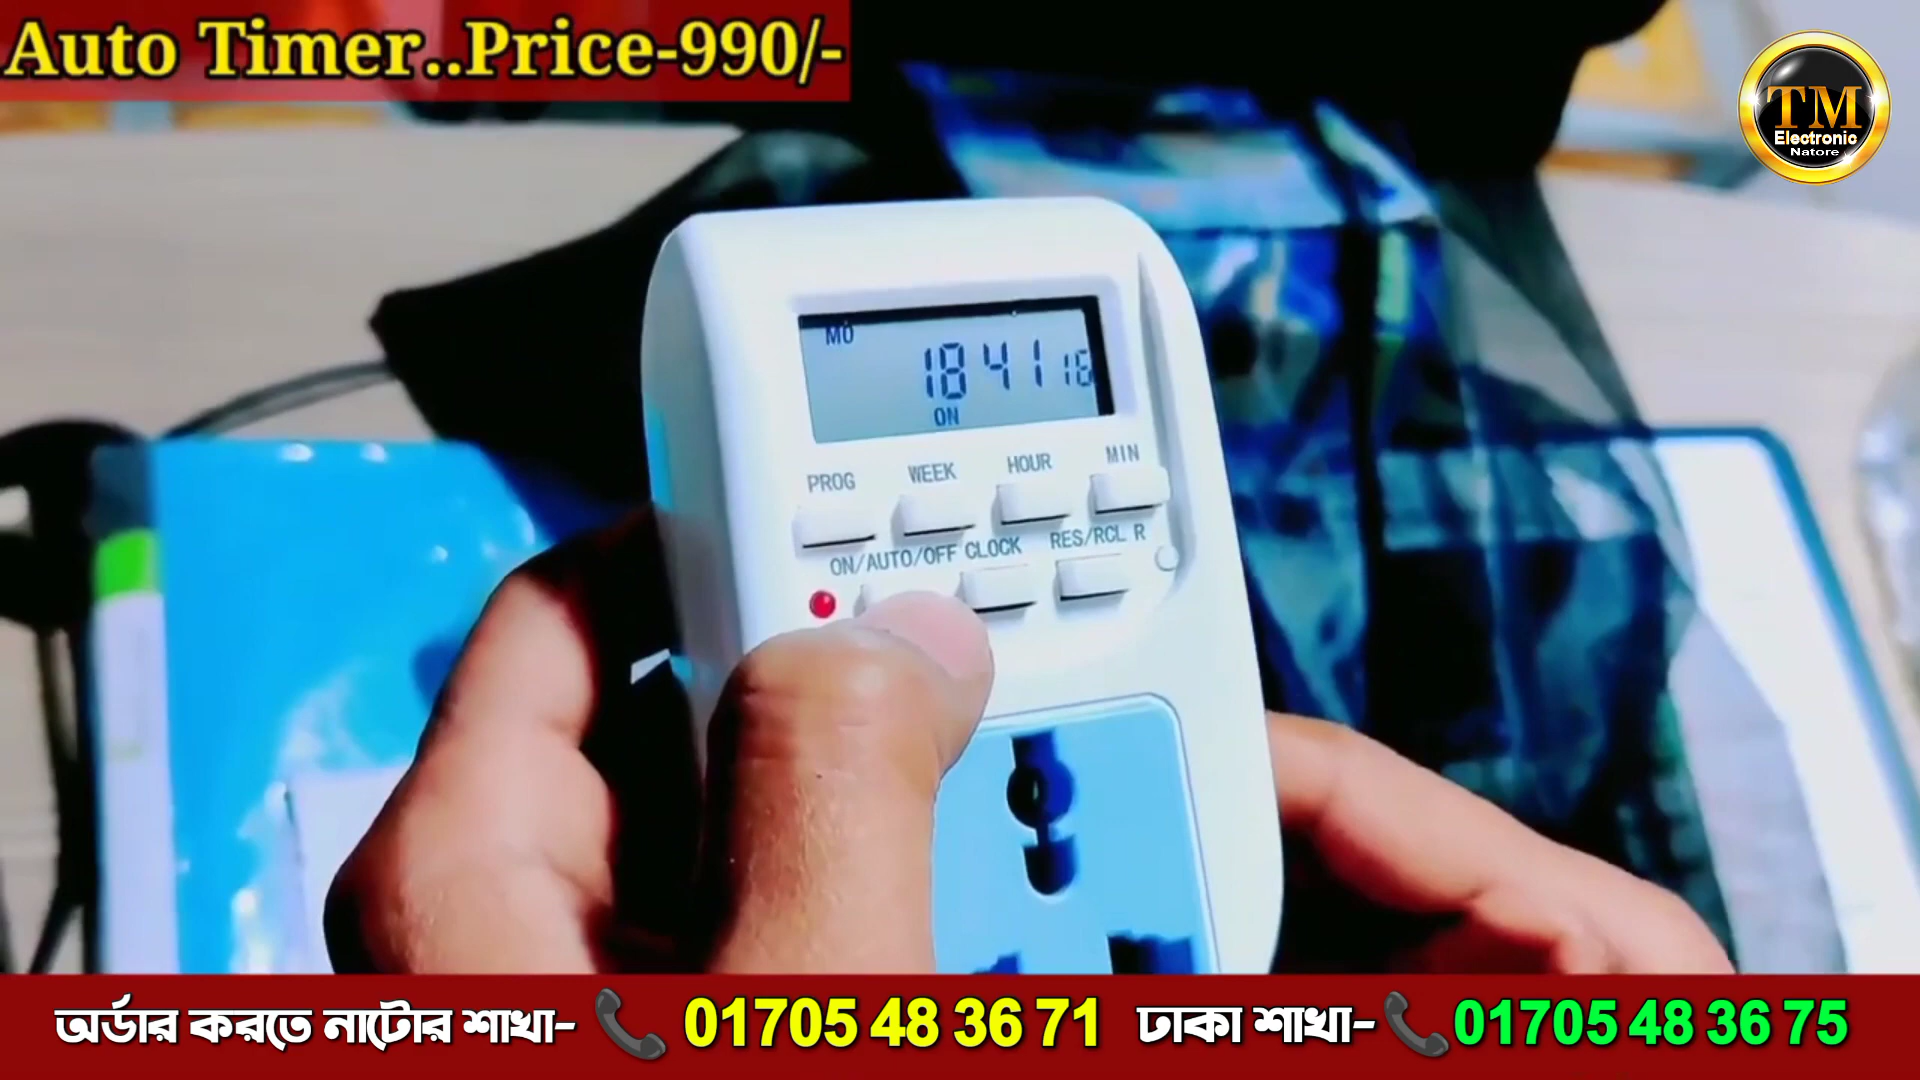 Auto Timer..Price-990/-
TM
Electronic
Natore
MO
18 41 16
ON
PROG WEEK HOUR MIN
ON/AUTO/OFF CLOCK RES/RCL R
অর্ডার করতে নাটোর শাখা- 01705 48 36 71 ঢাকা শাখা- 01705 48 36 75